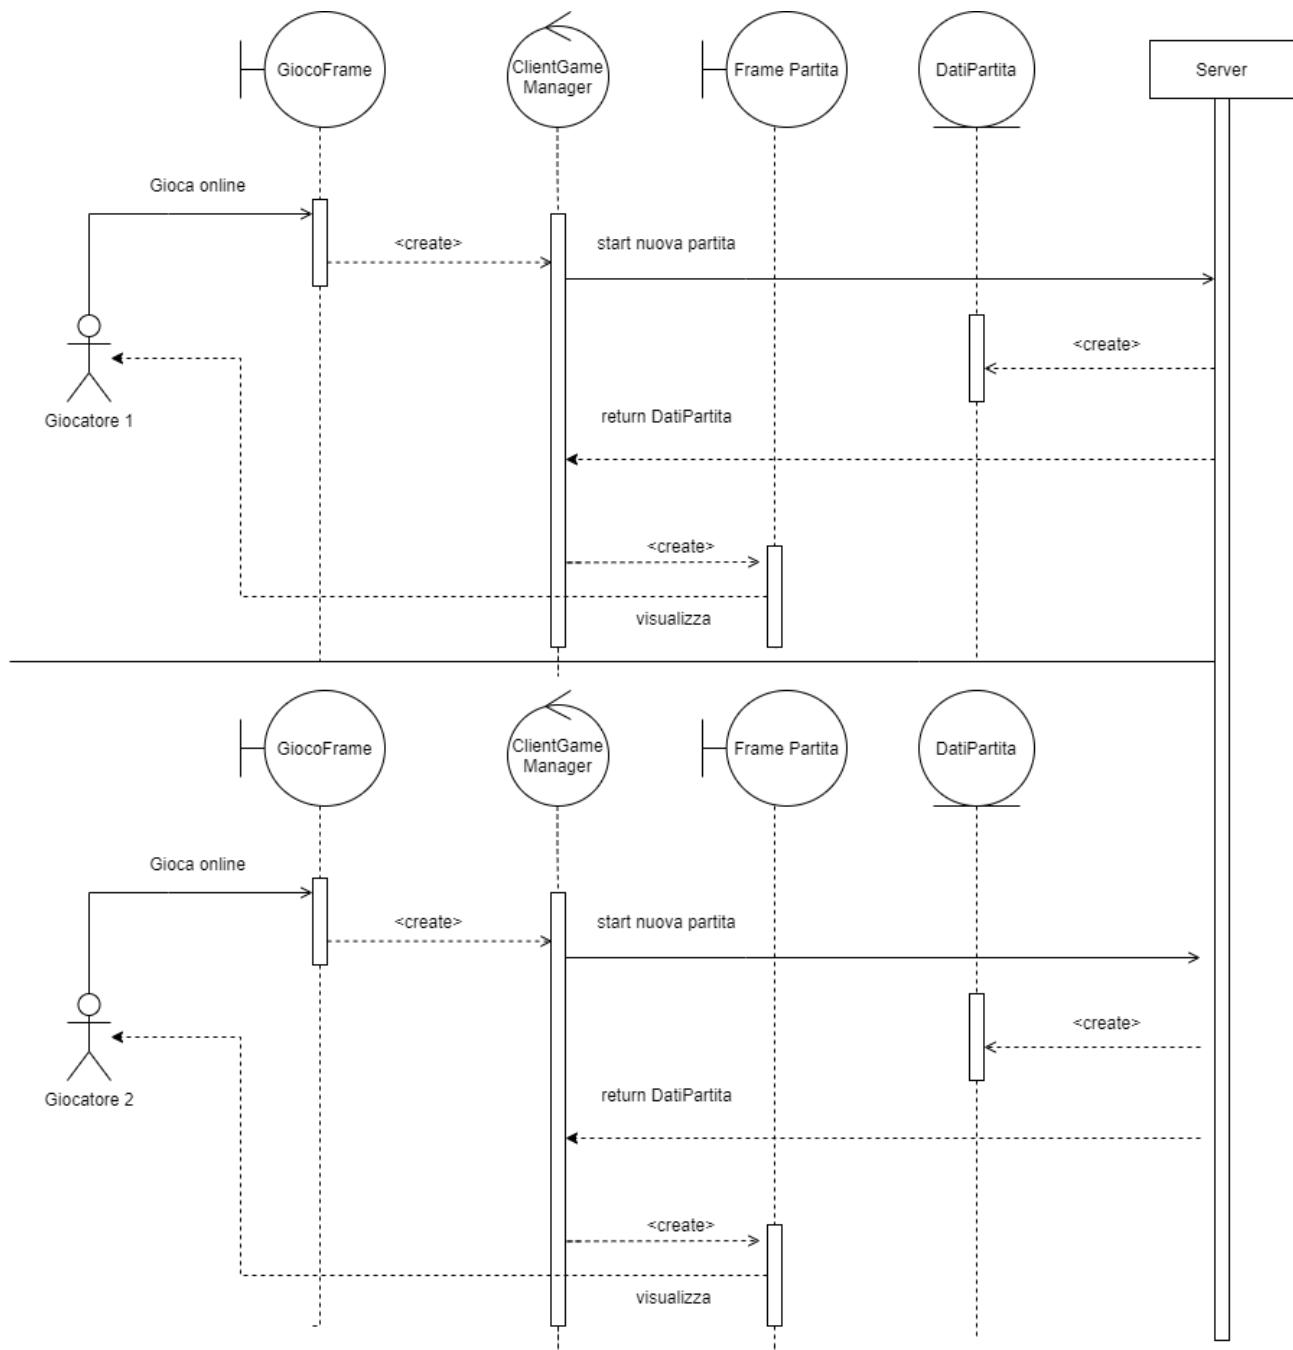 GiocoFrame
ClientGame
Manager
Frame Partita
DatiPartita
Server
Gioca online
<create>
start nuova partita
<create>
Giocatore 1
return DatiPartita
<create>
visualizza
GiocoFrame
ClientGame
Manager
Frame Partita
DatiPartita
Gioca online
<create>
start nuova partita
<create>
Giocatore 2
return DatiPartita
<create>
visualizza